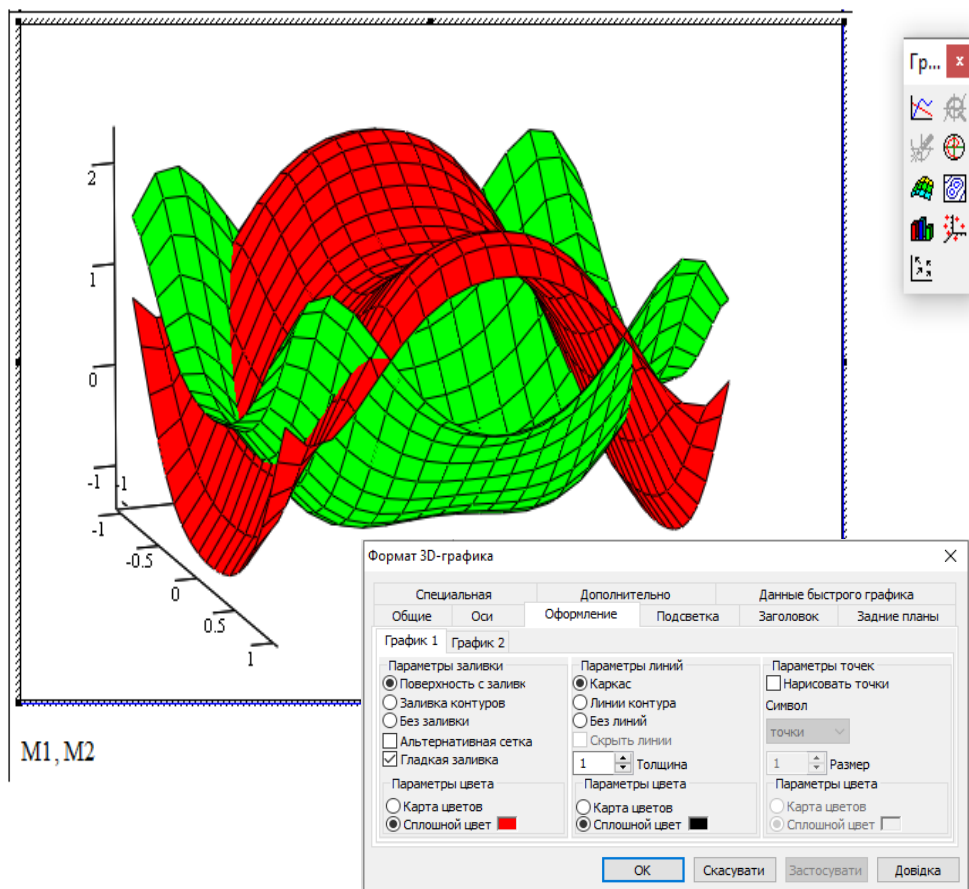 Гр... x
2
1
0
-1 -1
-1
-0.5
0
0.5
1
M1, M2
Формат 3D-графика
Специальная Дополнительно Данные быстрого графика
Общие Оси Оформление Подсветка Заголовок Задние планы
График 1 График 2
Параметры заливки Параметры линий Параметры точек
Поверхность с заливк Каркас Нарисовать точки
Заливка контуров Линии контура Символ
Без заливки Без линий точки
Альтернативная сетка Скрыть линии
Гладкая заливка 1 Толщина 1 Размер
Параметры цвета Параметры цвета Параметры цвета
Карта цветов Карта цветов Карта цветов
Сплошной цвет Сплошной цвет Сплошной цвет
ОК Скасувати Застосувати Довідка